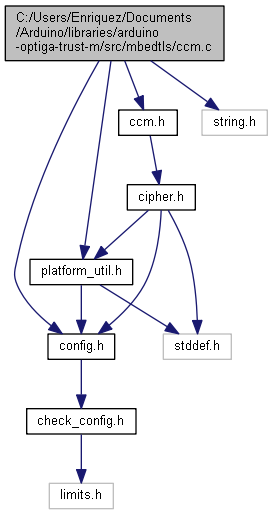 C:/Users/Enriquez/Documents
/Arduino/libraries/arduino
-optiga-trust-m/src/mbedtls/ccm.c
ccm.h
string.h
cipher.h
platform_util.h
config.h
stddef.h
check_config.h
limits.h